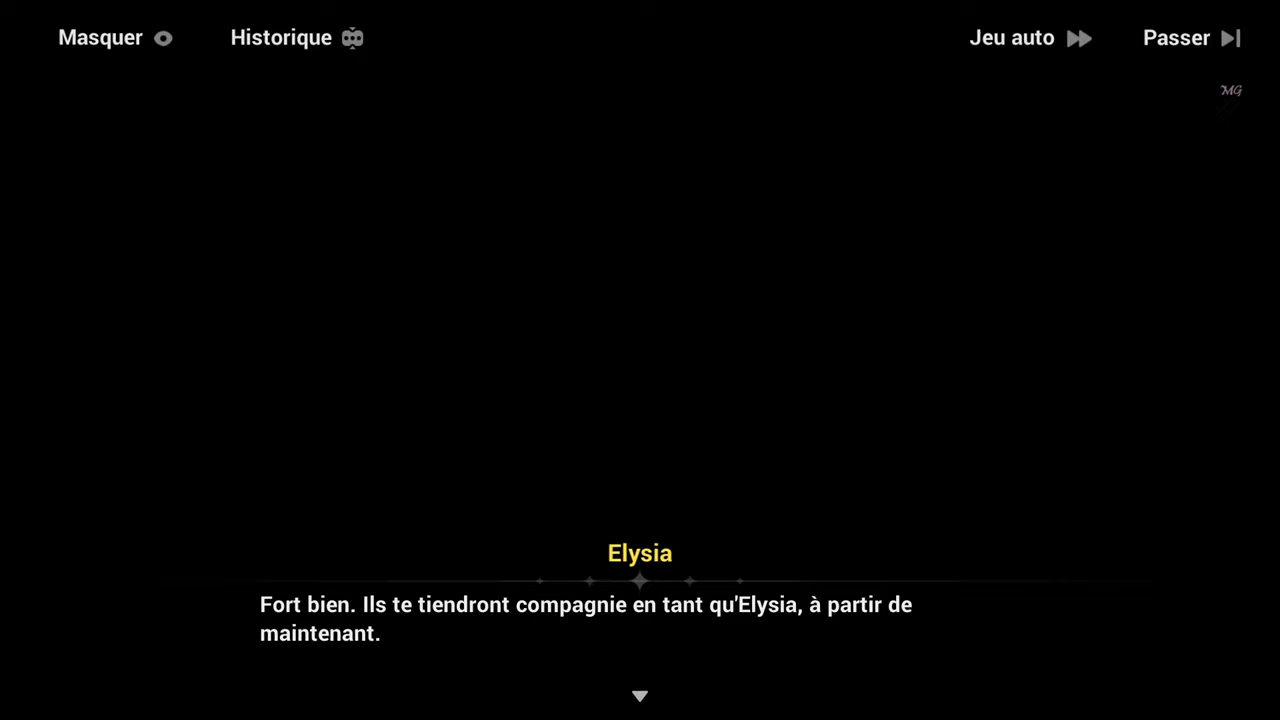 Masquer Historique Jeu auto Passer
MG
Elysia
Fort bien. Ils te tiendront compagnie en tant qu'Elysia, à partir de
maintenant.